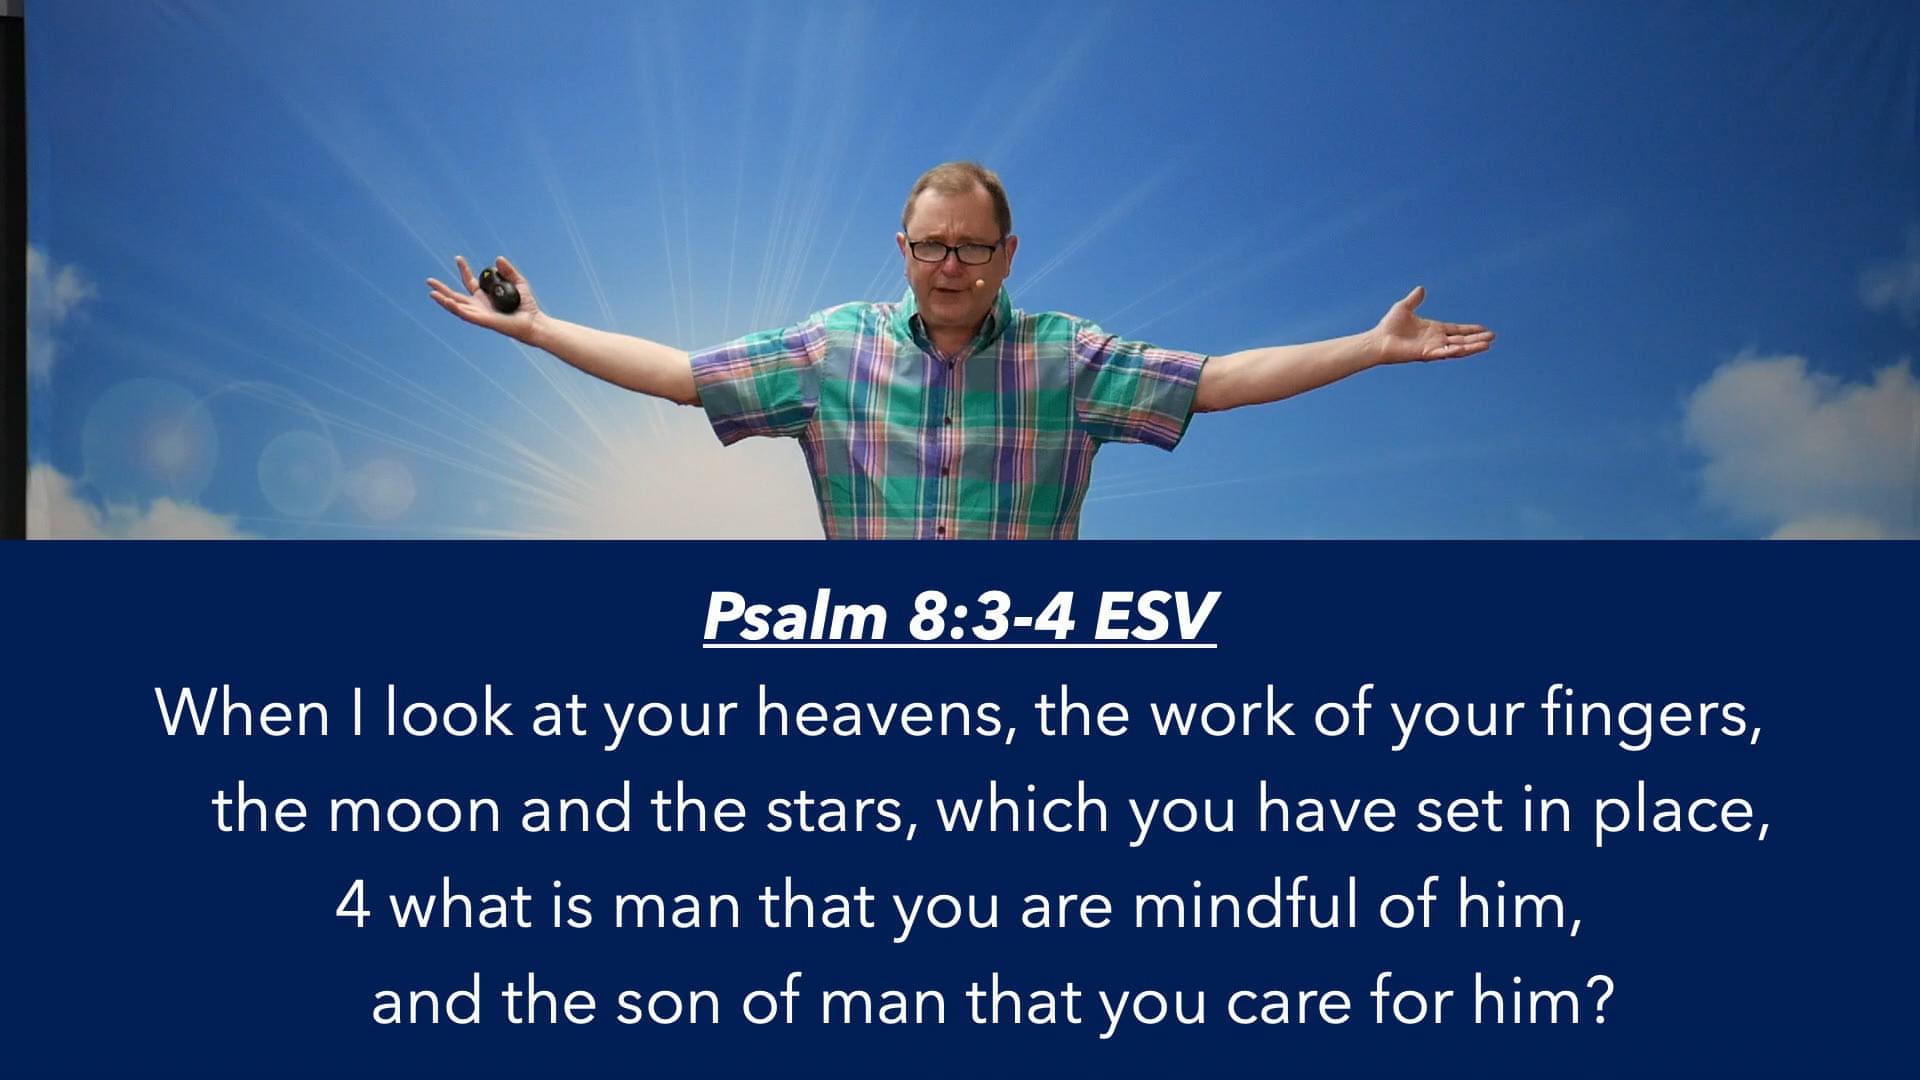 Psalm 8:3-4 ESV
When I look at your heavens, the work of your fingers,
the moon and the stars, which you have set in place,
4 what is man that you are mindful of him,
and the son of man that you care for him?